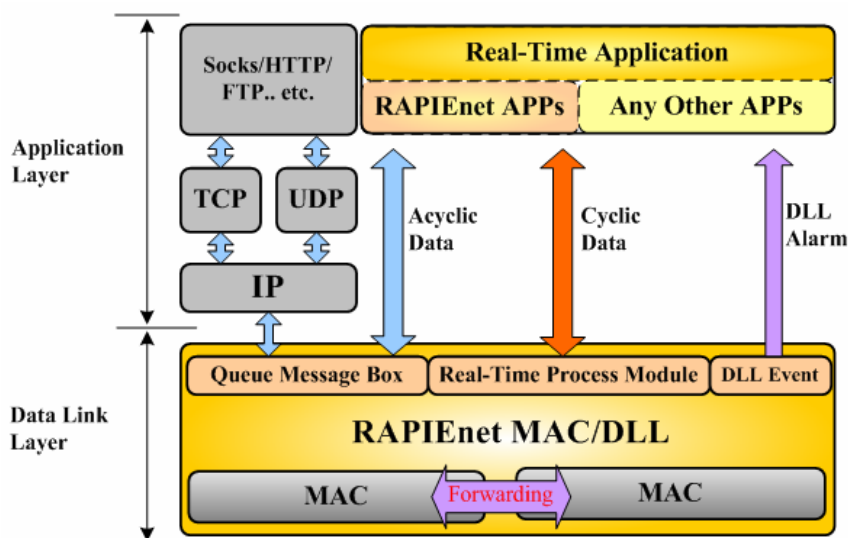 Socks/HTTP/
FTP.. etc.
Real-Time Application
RAPIEnet APPs
Any Other APPs
Application
Layer
TCP
UDP
Acyclic
Data
Cyclic
Data
DLL
Alarm
IP
Queue Message Box
Real-Time Process Module
DLL Event
Data Link
Layer
RAPIEnet MAC/DLL
MAC
Forwarding
MAC